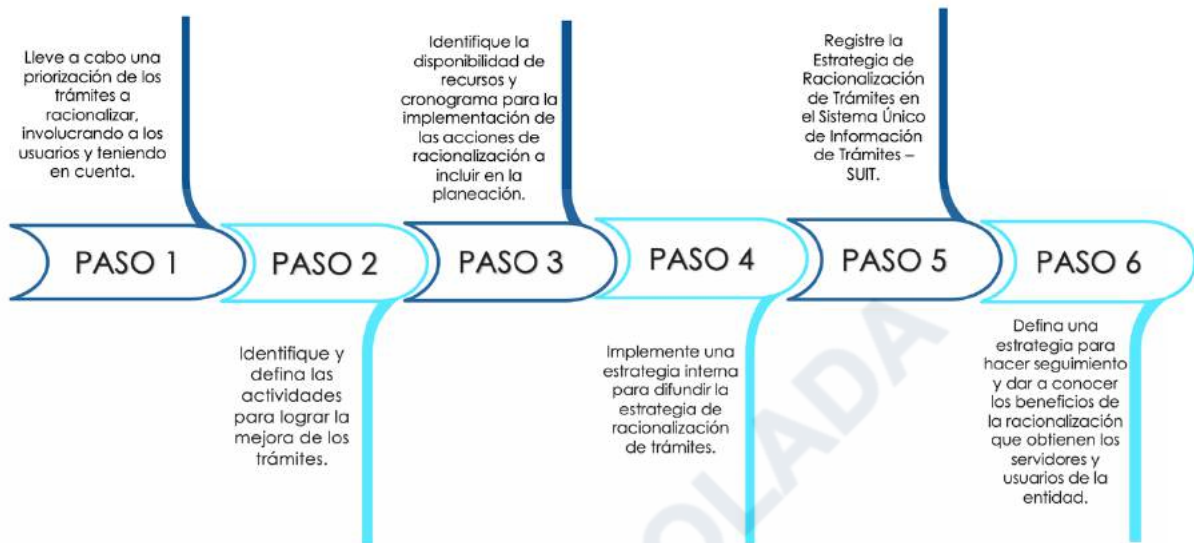 Lleve a cabo una
priorización de los
trámites a
racionalizar,
involucrando a los
usuarios y teniendo
en cuenta.
Identifique la
disponibilidad de
recursos y
cronograma para la
implementación de
las acciones de
racionalización a
incluir en la
planeación.
Registre la
Estrategia de
Racionalización
de Trámites en
el Sistema Único
de Información
de Trámites –
SUIT.
PASO 1
PASO 2
PASO 3
PASO 4
PASO 5
PASO 6
Identifique y
defina las
actividades
para lograr la
mejora de los
trámites.
Implemente una
estrategia interna
para difundir la
estrategia de
racionalización
de trámites.
Defina una
estrategia para
hacer seguimiento
y dar a conocer
los beneficios de
la racionalización
que obtienen los
servidores y
usuarios de la
entidad.
OLADA